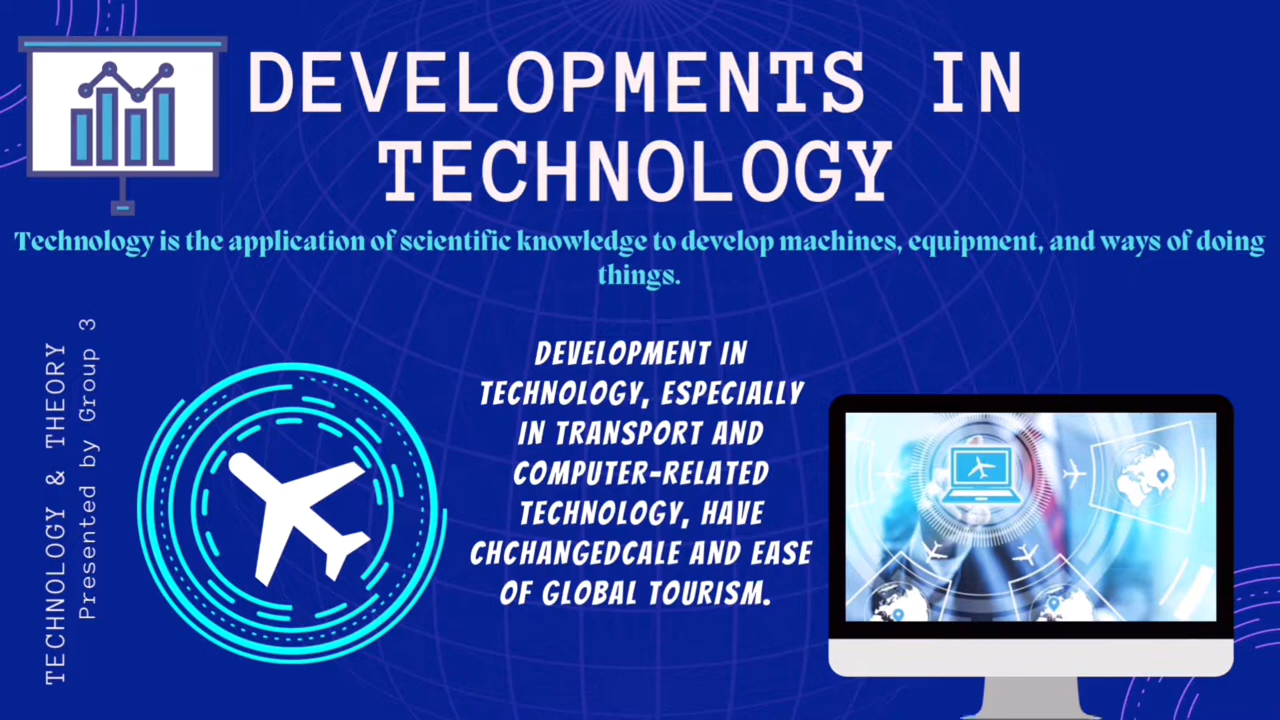 DEVELOPMENTS IN
TECHNOLOGY
Technology is the application of scientific knowledge to develop machines, equipment, and ways of doing
things.
TECHNOLOGY & THEORY
Presented by Group 3
DEVELOPMENT IN
TECHNOLOGY, ESPECIALLY
IN TRANSPORT AND
COMPUTER-RELATED
TECHNOLOGY, HAVE
CHCHANGEDCALE AND EASE
OF GLOBAL TOURISM.